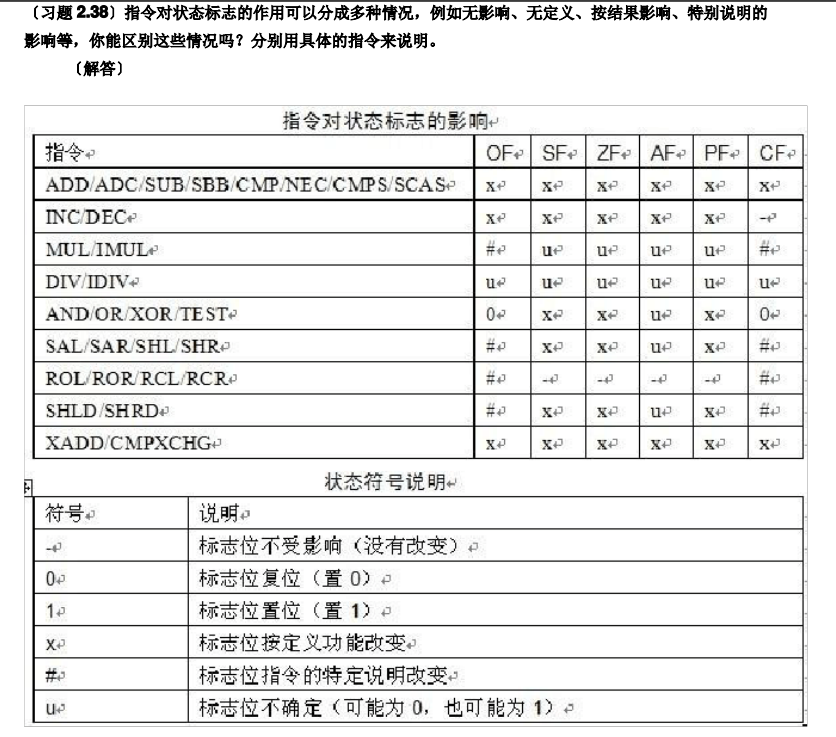 〔习题 2.38〕指令对状态标志的作用可以分成多种情况，例如无影响、无定义、按结果影响、特别说明的
影响等，你能区别这些情况吗？分别用具体的指令来说明。
〔解答〕
指令对状态标志的影响↵
指令↵ OF↵ SF↵ ZF↵ AF↵ PF↵ CF↵
ADD/ADC/SUB/SBB/CMP/NEC/CMPS/SCAS↵ x↵ x↵ x↵ x↵ x↵ x↵
INC/DEC↵ x↵ x↵ x↵ x↵ x↵ -↵
MUL/IMUL↵ #↵ u↵ u↵ u↵ u↵ #↵
DIV/IDIV↵ u↵ u↵ u↵ u↵ u↵ u↵
AND/OR/XOR/TEST↵ 0↵ x↵ x↵ u↵ x↵ 0↵
SAL/SAR/SHL/SHR↵ #↵ x↵ x↵ u↵ x↵ #↵
ROL/ROR/RCL/RCR↵ #↵ -↵ -↵ -↵ -↵ #↵
SHLD/SHRD↵ #↵ x↵ x↵ u↵ x↵ #↵
XADD/CMPXCHG↵ x↵ x↵ x↵ x↵ x↵ x↵
状态符号说明↵
符号↵ 说明↵
-↵ 标志位不受影响（没有改变）↵
0↵ 标志位复位（置 0）↵
1↵ 标志位置位（置 1）↵
x↵ 标志位按定义功能改变↵
#↵ 标志位指令的特定说明改变↵
u↵ 标志位不确定（可能为 0，也可能为 1）↵